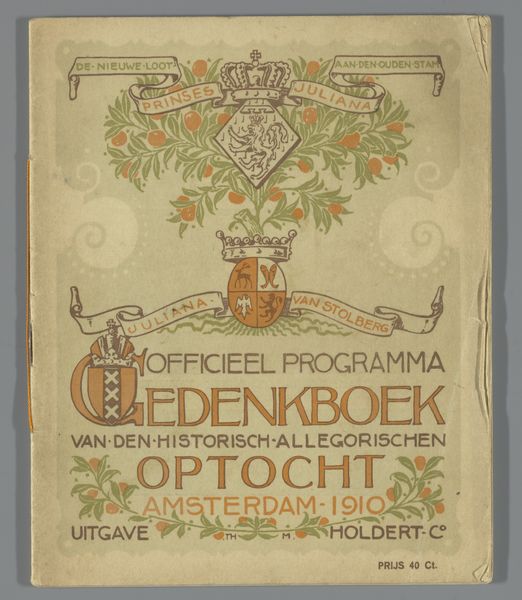 DE·NIEUWE·LOOT
AAN·DEN·OUDEN·STAM
PRINSES JULIANA
JULIANA· VAN STOLBERG
OFFICIEEL PROGRAMMA
GEDENKBOEK
VAN·DEN·HISTORISCH-ALLEGORISCHEN
OPTOCHT
AMSTERDAM·1910
UITGAVE TH M. HOLDERT-Cº
PRIJS 40 Ct.